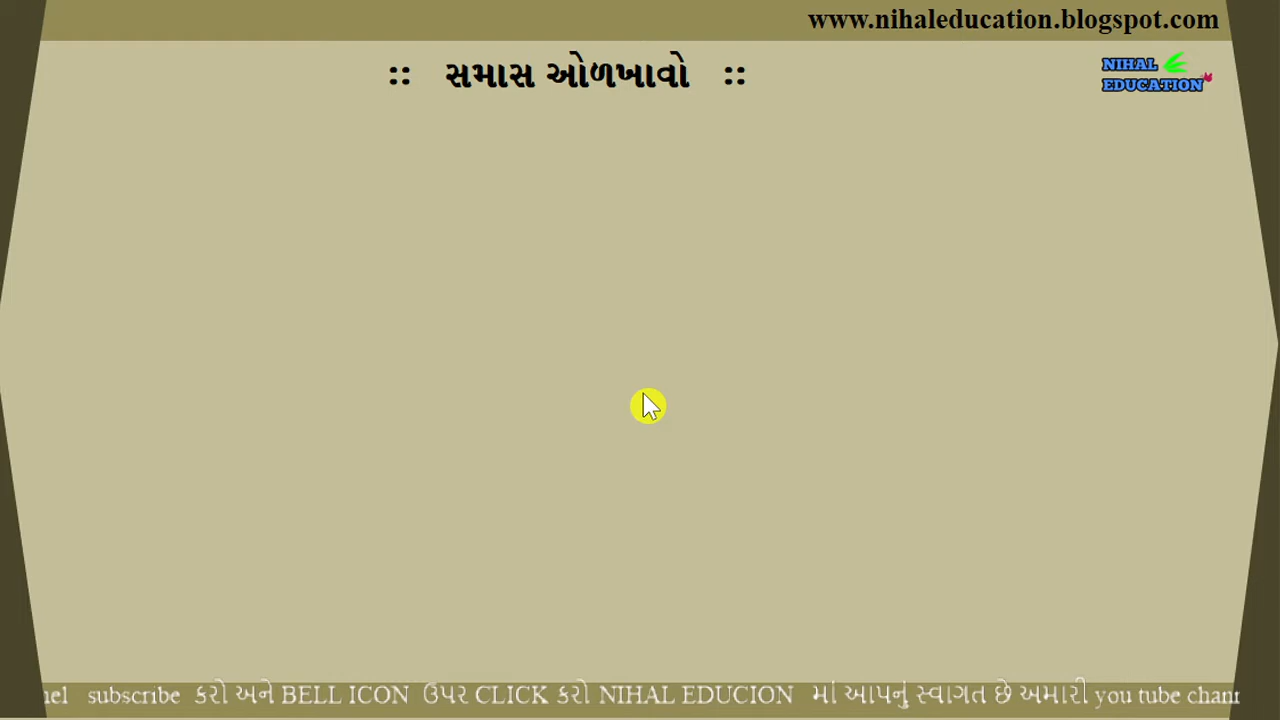 www.nihaleducation.blogspot.com
:: સમાસ ઓળખાવો ::
NIHAL
EDUCATION
subscribe કરો અને BELL ICON ઉપર CLICK કરો NIHAL EDUCION માં આપનું સ્વાગત છે અમારી you tube